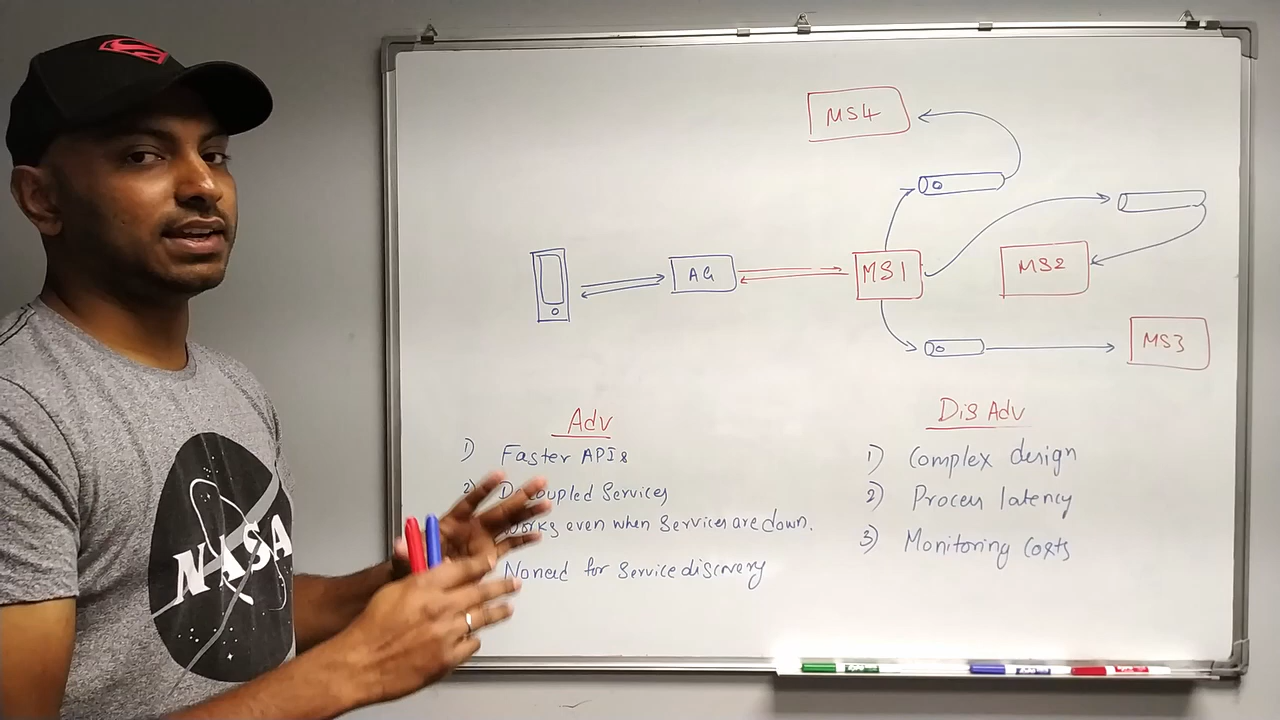 MS4
AG
MS1
MS2
MS3
Adv
1) Faster APIs
2) Decoupled Services
Works even when Services are down.
No need for Service discovery
Dis Adv
1) Complex design
2) Process latency
3) Monitoring Costs
NASA